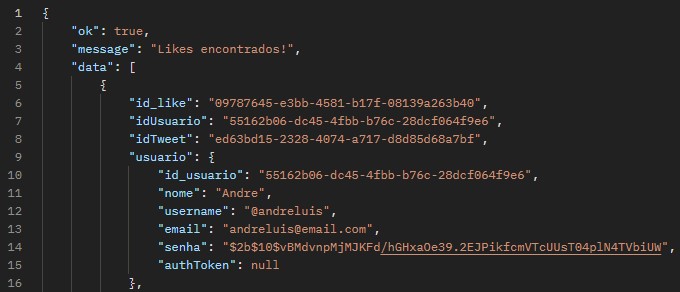 1 {
2 "ok": true,
3 "message": "Likes encontrados!",
4 "data": [
5 {
6 "id_like": "09787645-e3bb-4581-b17f-08139a263b40",
7 "idUsuario": "55162b06-dc45-4fbb-b76c-28dcf064f9e6",
8 "idTweet": "ed63bd15-2328-4074-a717-d8d85d68a7bf",
9 "usuario": {
10 "id_usuario": "55162b06-dc45-4fbb-b76c-28dcf064f9e6",
11 "nome": "Andre",
12 "username": "@andreluis",
13 "email": "andreluis@email.com",
14 "senha": "$2b$10$vBMdvnpMjMJKFd/hGHxaOe39.2EJPikfcmVTcUUsT04plN4TVbiUW",
15 "authToken": null
16 },